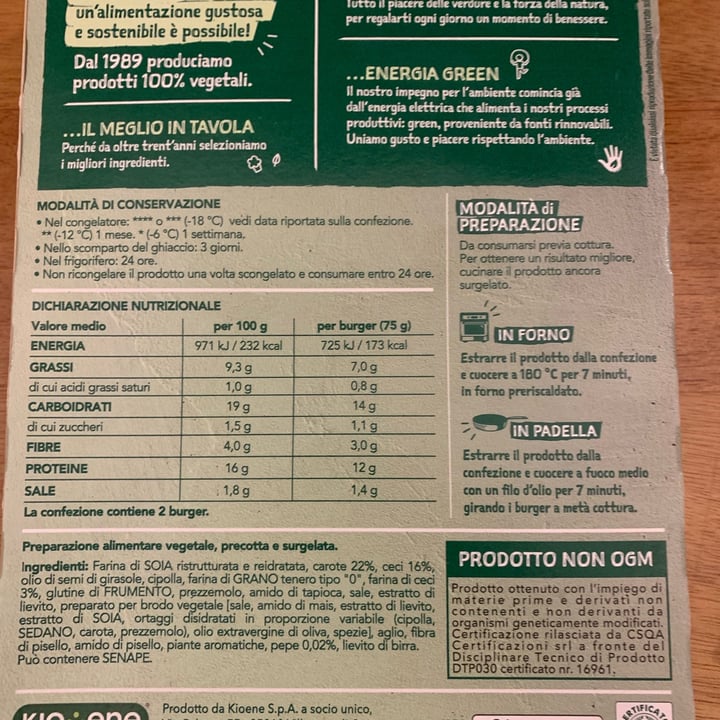 un'alimentazione gustosa
e sostenibile è possibile!
Dal 1989 produciamo
prodotti 100% vegetali.
...IL MEGLIO IN TAVOLA
Perché da oltre trent'anni selezioniamo
i migliori ingredienti.
Tutto il piacere delle verdure e la forza della natura,
per regalarti ogni giorno un momento di benessere.
...ENERGIA GREEN
Il nostro impegno per l'ambiente comincia già
dall'energia elettrica che alimenta i nostri processi
produttivi: green, proveniente da fonti rinnovabili.
Uniamo gusto e piacere rispettando l'ambiente.
È vietata qualsiasi riproduzione delle immagini riportate
MODALITÀ DI CONSERVAZIONE
• Nel congelatore: **** o *** (-18 °C) vedi data riportata sulla confezione.
** (-12 °C) 1 mese. * (-6 °C) 1 settimana.
• Nello scomparto del ghiaccio: 3 giorni.
• Nel frigorifero: 24 ore.
• Non ricongelare il prodotto una volta scongelato e consumare entro 24 ore.
DICHIARAZIONE NUTRIZIONALE
Valore medio per 100 g per burger (75 g)
ENERGIA 971 kJ / 232 kcal 725 kJ / 173 kcal
GRASSI 9,3 g 7,0 g
di cui acidi grassi saturi 1,0 g 0,8 g
CARBOIDRATI 19 g 14 g
di cui zuccheri 1,5 g 1,1 g
FIBRE 4,0 g 3,0 g
PROTEINE 16 g 12 g
SALE 1,8 g 1,4 g
La confezione contiene 2 burger.
MODALITÀ di
PREPARAZIONE
Da consumarsi previa cottura.
Per ottenere un risultato migliore,
cucinare il prodotto ancora
surgelato.
IN FORNO
Estrarre il prodotto dalla confezione
e cuocere a 180 °C per 7 minuti,
in forno preriscaldato.
IN PADELLA
Estrarre il prodotto dalla
confezione e cuocere a fuoco medio
con un filo d'olio per 7 minuti,
girando i burger a metà cottura.
Preparazione alimentare vegetale, precotta e surgelata.
Ingredienti: Farina di SOIA ristrutturata e reidratata, carote 22%, ceci 16%,
olio di semi di girasole, cipolla, farina di GRANO tenero tipo "0", farina di ceci
3%, glutine di FRUMENTO, prezzemolo, amido di tapioca, sale, estratto di
lievito, preparato per brodo vegetale [sale, amido di mais, estratto di lievito,
estratto di SOIA, ortaggi disidratati in proporzione variabile (cipolla,
SEDANO, carota, prezzemolo), olio extravergine di oliva, spezie], aglio, fibra
di pisello, amido di pisello, piante aromatiche, pepe 0,02%, lievito di birra.
Può contenere SENAPE.
PRODOTTO NON OGM
Prodotto ottenuto con l'impiego di
materie prime e derivati non
contenenti e non derivanti da
organismi geneticamente modificati.
Certificazione rilasciata da CSQA
Certificazioni srl a fronte del
Disciplinare Tecnico di Prodotto
DTP030 certificato nr. 16961.
kioene
Prodotto da Kioene S.p.A. a socio unico,
CERTIFICATO